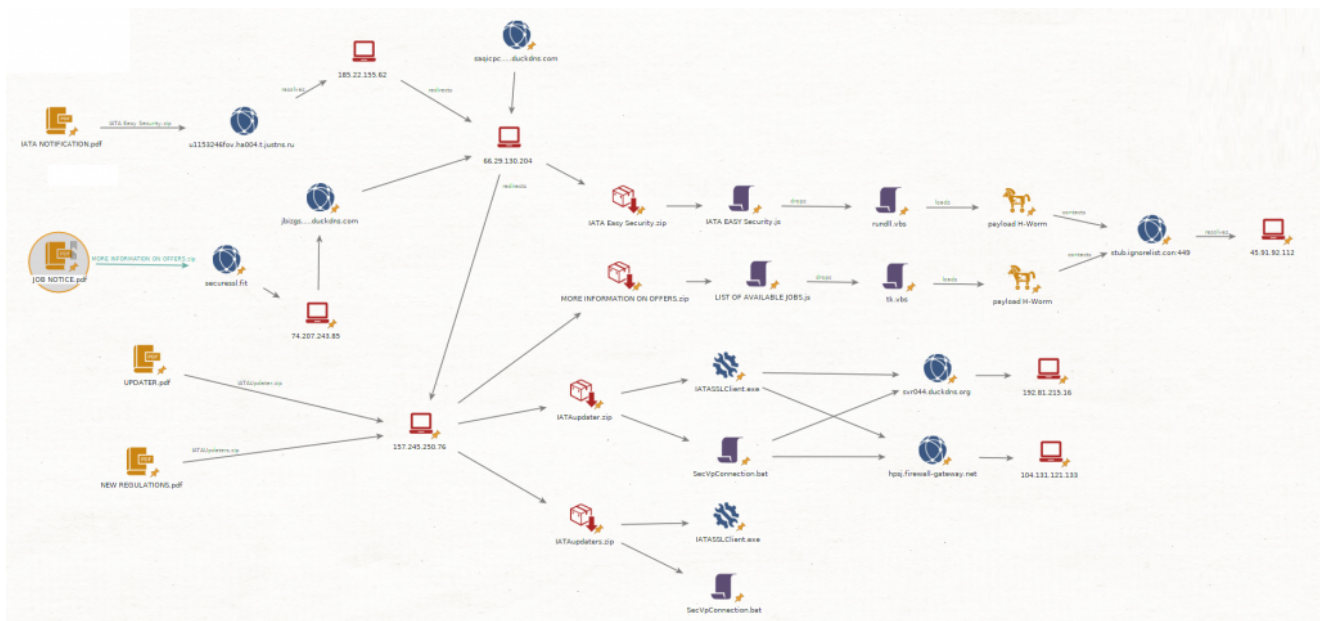 saqicpc....duckdns.com
185.22.155.62
resolves
redirects
IATA Easy Security.zip
IATA NOTIFICATION.pdf
u1153246fov.ha004.t.justns.ru
66.29.130.204
redirects
jbizgs....duckdns.com
IATA Easy Security.zip
IATA EASY Security.js
drops
rundll.vbs
loads
payload H-Worm
contacts
stub.ignorelist.com:449
resolves
45.91.92.112
contacts
MORE INFORMATION ON OFFERS.zip
JOB NOTICE.pdf
securesol.fit
74.207.243.85
MORE INFORMATION ON OFFERS.zip
LIST OF AVAILABLE JOBS.js
drops
tk.vbs
loads
payload H-Worm
UPDATER.pdf
IATAUpdater.zip
IATASSLClient.exe
svr044.duckdns.org
192.81.215.16
IATAupdater.zip
157.245.250.76
IATAUpdaters.zip
NEW REGULATIONS.pdf
SecVpConnection.bat
hpsj.firewall-gateway.net
104.131.121.133
IATAupdaters.zip
IATASSLClient.exe
SecVpConnection.bat